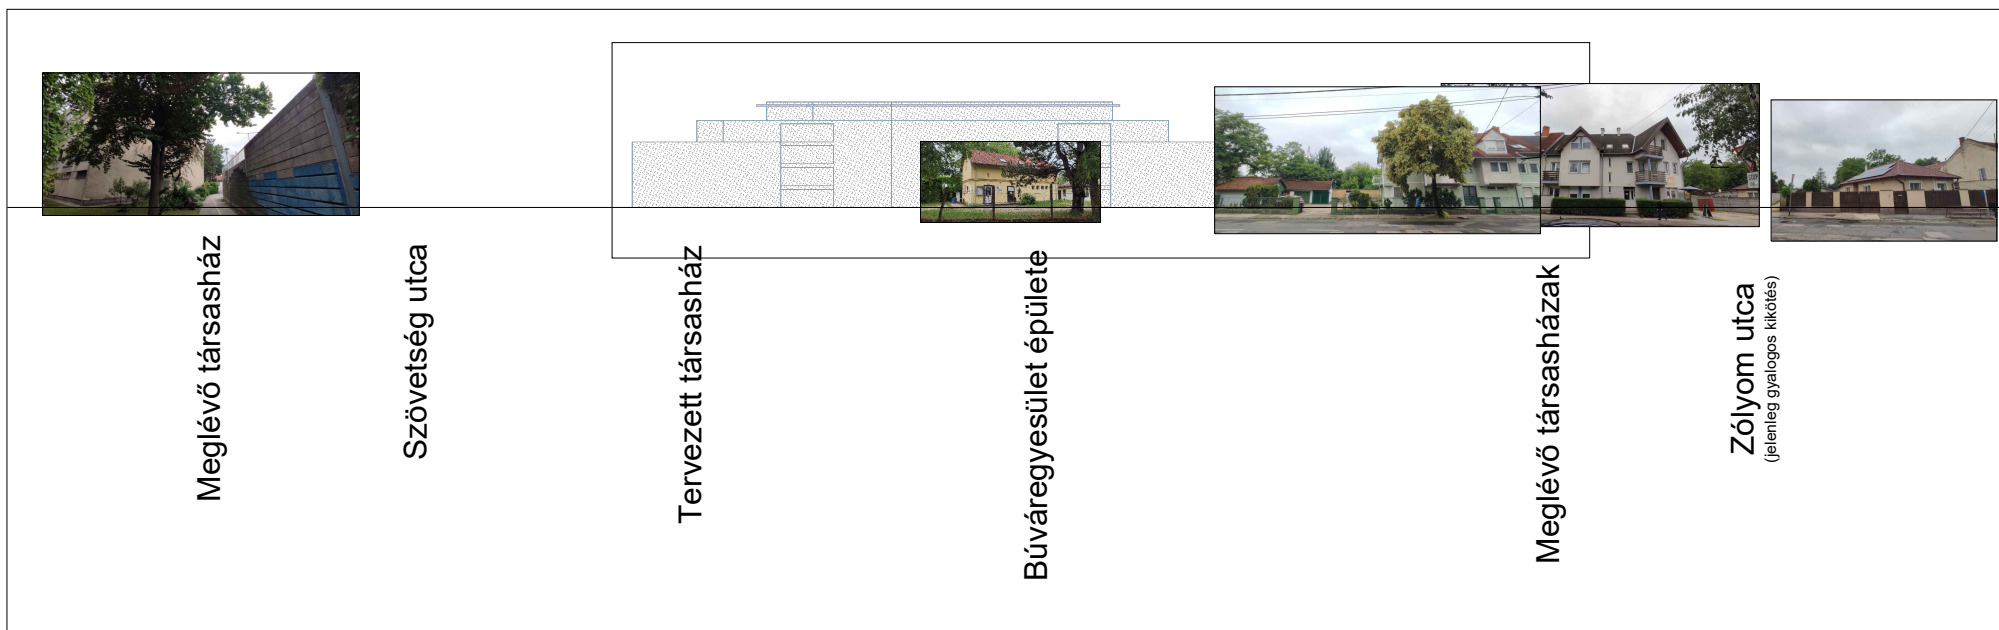 Meglévő társasház
Szövetség utca
Tervezett társasház
Búváregyesület épülete
Meglévő társasházak
Zólyom utca
(jelenleg gyalogos kikötés)